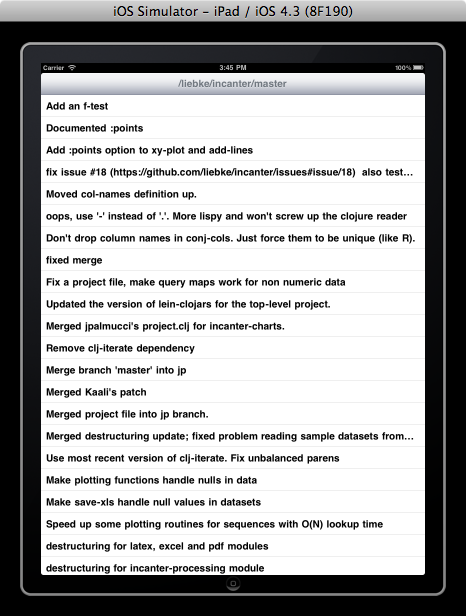 iOS Simulator – iPad / iOS 4.3 (8F190)
Carrier 3:45 PM 100%
/liebke/incanter/master
Add an f-test
Documented :points
Add :points option to xy-plot and add-lines
fix issue #18 (https://github.com/liebke/incanter/issues#issue/18)  also test…
Moved col-names definition up.
oops, use '-' instead of '.'. More lispy and won't screw up the clojure reader
Don't drop column names in conj-cols. Just force them to be unique (like R).
fixed merge
Fix a project file, make query maps work for non numeric data
Updated the version of lein-clojars for the top-level project.
Merged jpalmucci's project.clj for incanter-charts.
Remove clj-iterate dependency
Merge branch 'master' into jp
Merged Kaali's patch
Merged project file into jp branch.
Merged destructuring update; fixed problem reading sample datasets from…
Use most recent version of clj-iterate. Fix unbalanced parens
Make plotting functions handle nulls in data
Make save-xls handle null values in datasets
Speed up some plotting routines for sequences with O(N) lookup time
destructuring for latex, excel and pdf modules
destructuring for incanter-processing module